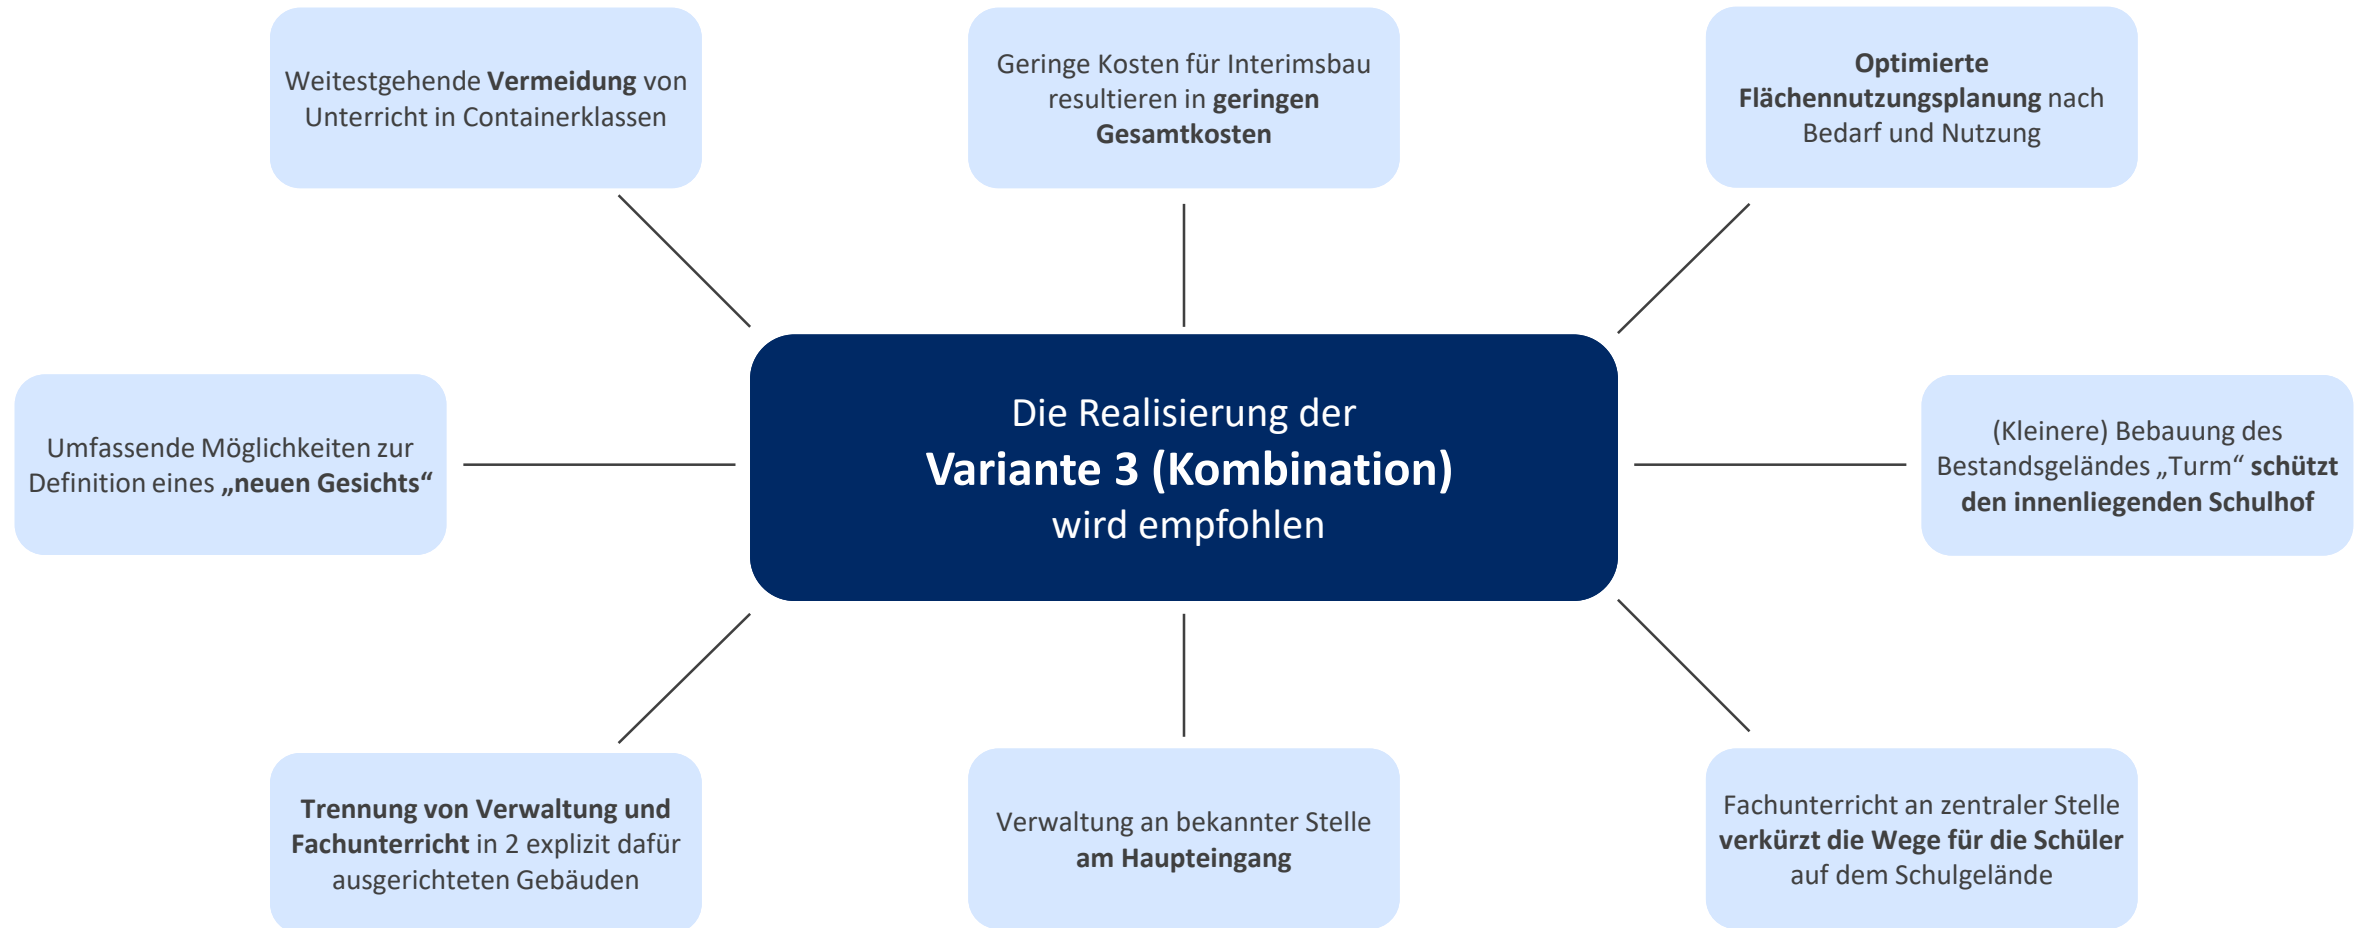 Weitestgehende Vermeidung von
Unterricht in Containerklassen
Geringe Kosten für Interimsbau
resultieren in geringen
Gesamtkosten
Optimierte
Flächennutzungsplanung nach
Bedarf und Nutzung
Umfassende Möglichkeiten zur
Definition eines „neuen Gesichts“
Die Realisierung der
Variante 3 (Kombination)
wird empfohlen
(Kleinere) Bebauung des
Bestandsgeländes „Turm“ schützt
den innenliegenden Schulhof
Trennung von Verwaltung und
Fachunterricht in 2 explizit dafür
ausgerichteten Gebäuden
Verwaltung an bekannter Stelle
am Haupteingang
Fachunterricht an zentraler Stelle
verkürzt die Wege für die Schüler
auf dem Schulgelände